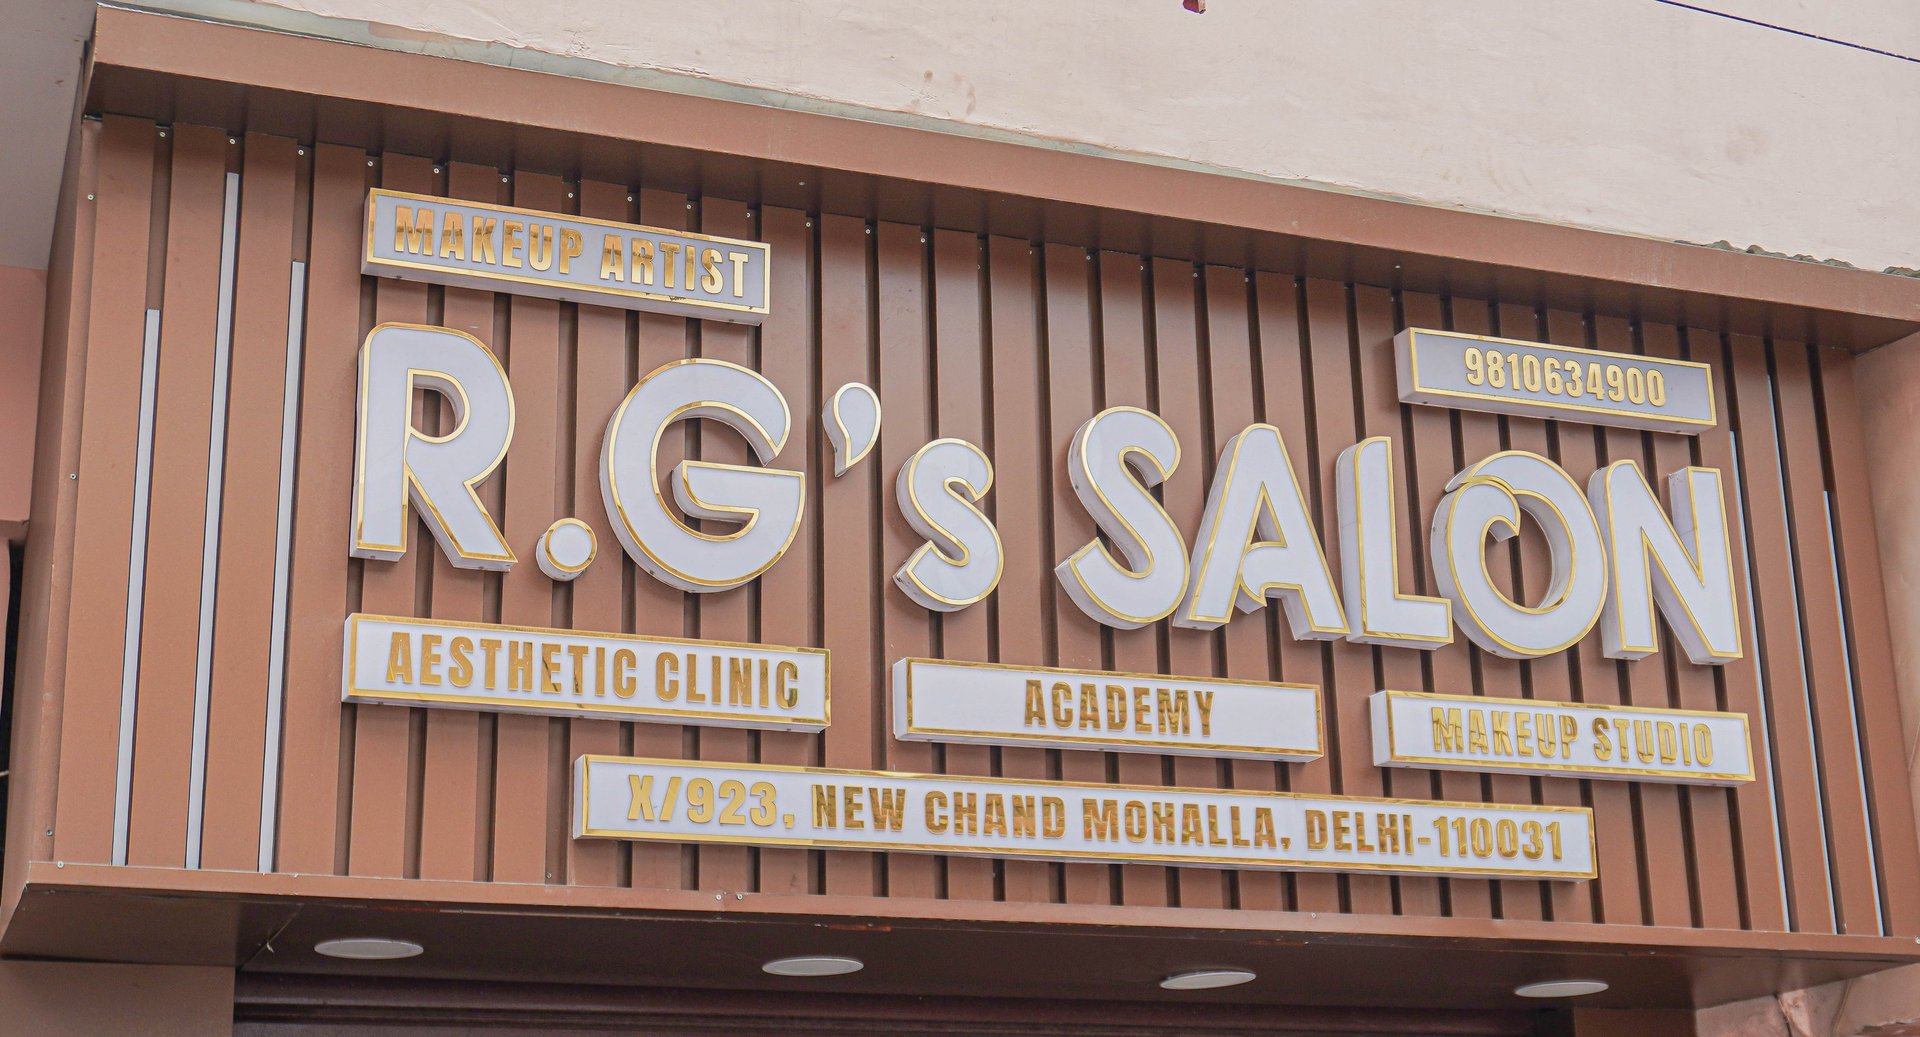 MAKEUP ARTIST
9810634900
R.G's SALON
AESTHETIC CLINIC
ACADEMY
MAKEUP STUDIO
X/923, NEW CHAND MOHALLA, DELHI-110031